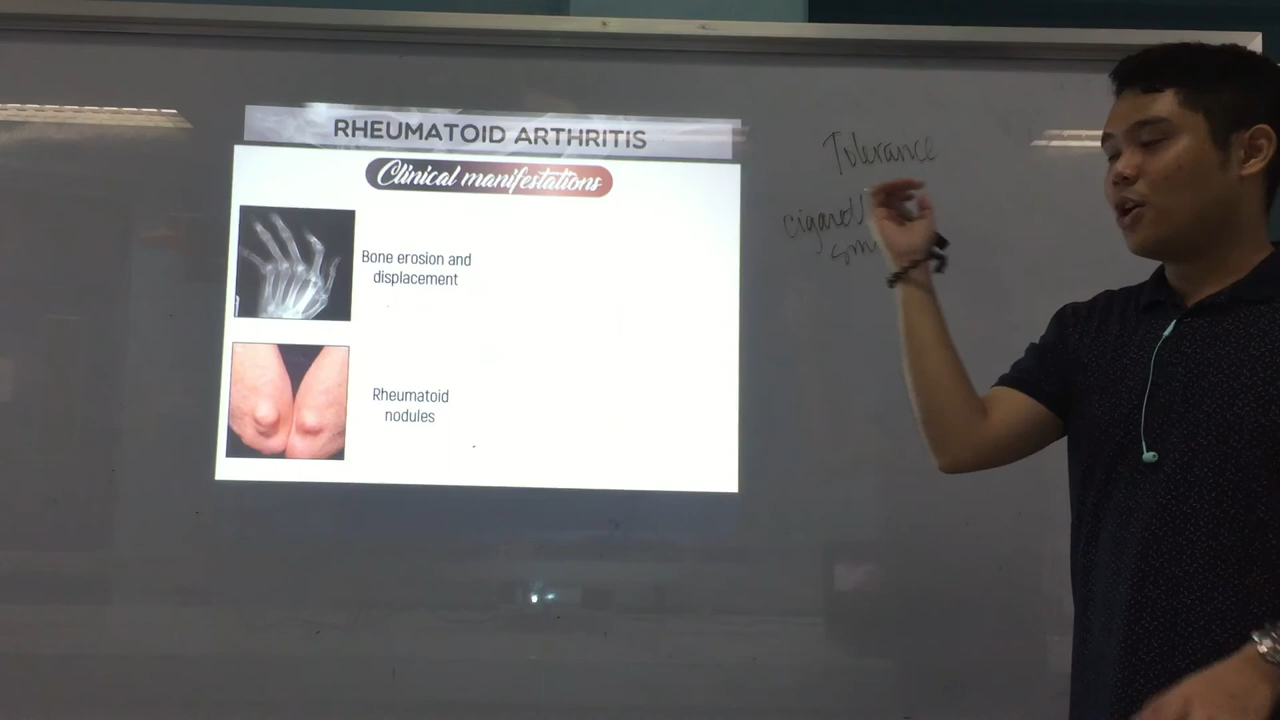 RHEUMATOID ARTHRITIS
Clinical manifestations
Bone erosion and
displacement
Rheumatoid
nodules
Tolerance